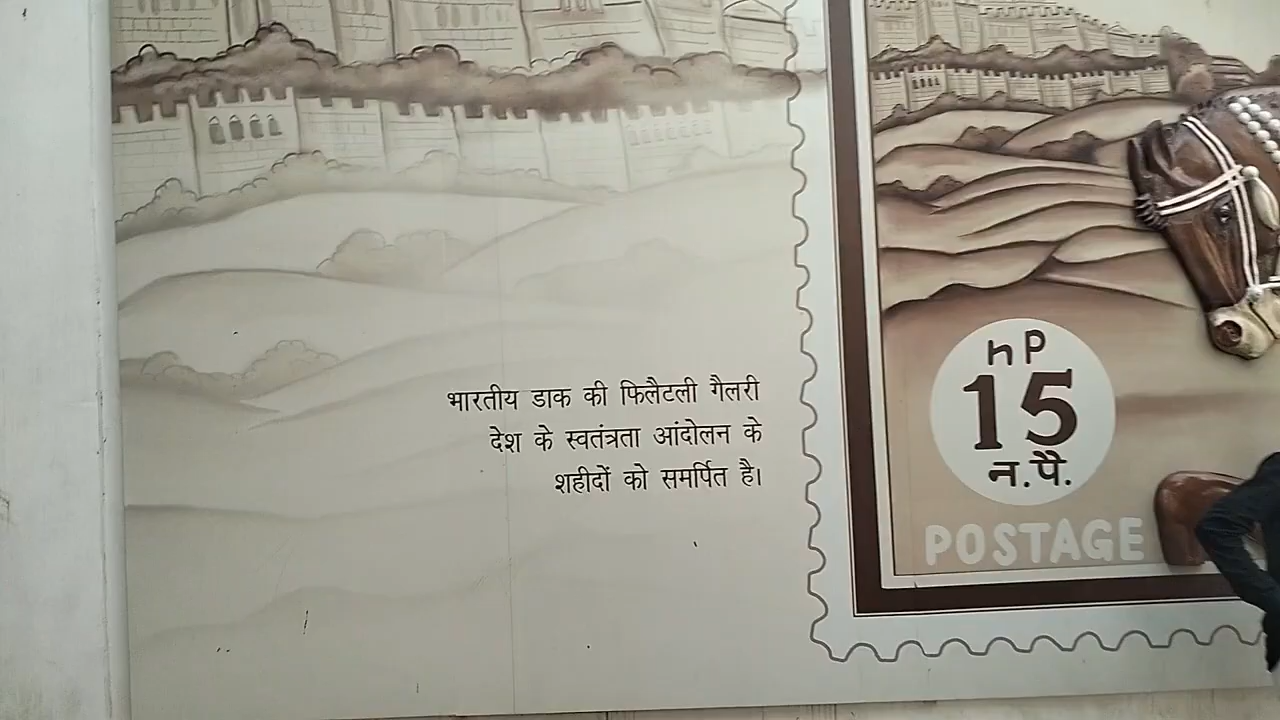 भारतीय डाक की फिलैटली गैलरी
देश के स्वतंत्रता आंदोलन के
शहीदों को समर्पित है।
nP
15
न.पै.
POSTAGE